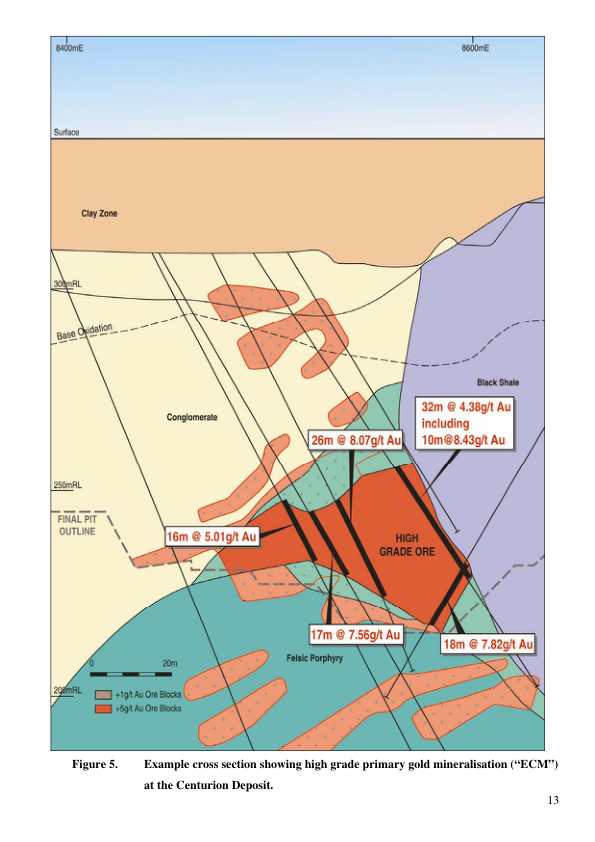 8400mE
8600mE
Surface
Clay Zone
300mRL
Base Oxidation
Black Shale
Conglomerate
32m @ 4.38g/t Au
including
10m@8.43g/t Au
26m @ 8.07g/t Au
250mRL
FINAL PIT
OUTLINE
16m @ 5.01g/t Au
HIGH
GRADE ORE
17m @ 7.56g/t Au
18m @ 7.82g/t Au
Felsic Porphyry
0 20m
200mRL
+1g/t Au Ore Blocks
+5g/t Au Ore Blocks
Figure 5. Example cross section showing high grade primary gold mineralisation (“ECM”)
at the Centurion Deposit.
13